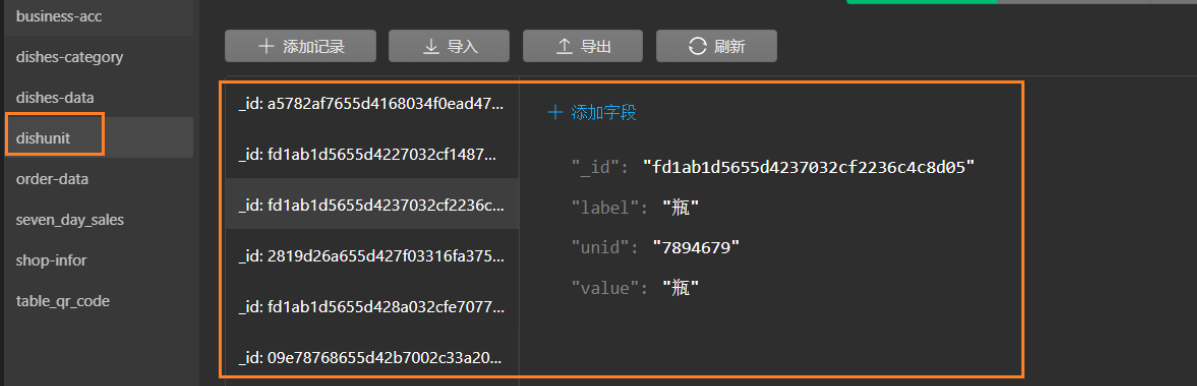 business-acc
dishes-category
dishes-data
dishunit
order-data
seven_day_sales
shop-infor
table_qr_code
添加记录
导入
导出
刷新
_id: a5782af7655d4168034f0ead47...
_id: fd1ab1d5655d4227032cf1487...
_id: fd1ab1d5655d4237032cf2236c...
_id: 2819d26a655d427f03316fa375...
_id: fd1ab1d5655d428a032cfe7077...
_id: 09e78768655d42b7002c33a20...
添加字段
"_id": "fd1ab1d5655d4237032cf2236c4c8d05"
"label": "瓶"
"unid": "7894679"
"value": "瓶"